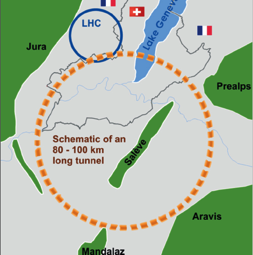 LHC
Jura
Lake Geneva
Prealps
Schematic of an
80 - 100 km
long tunnel
Salève
Aravis
Mandalaz